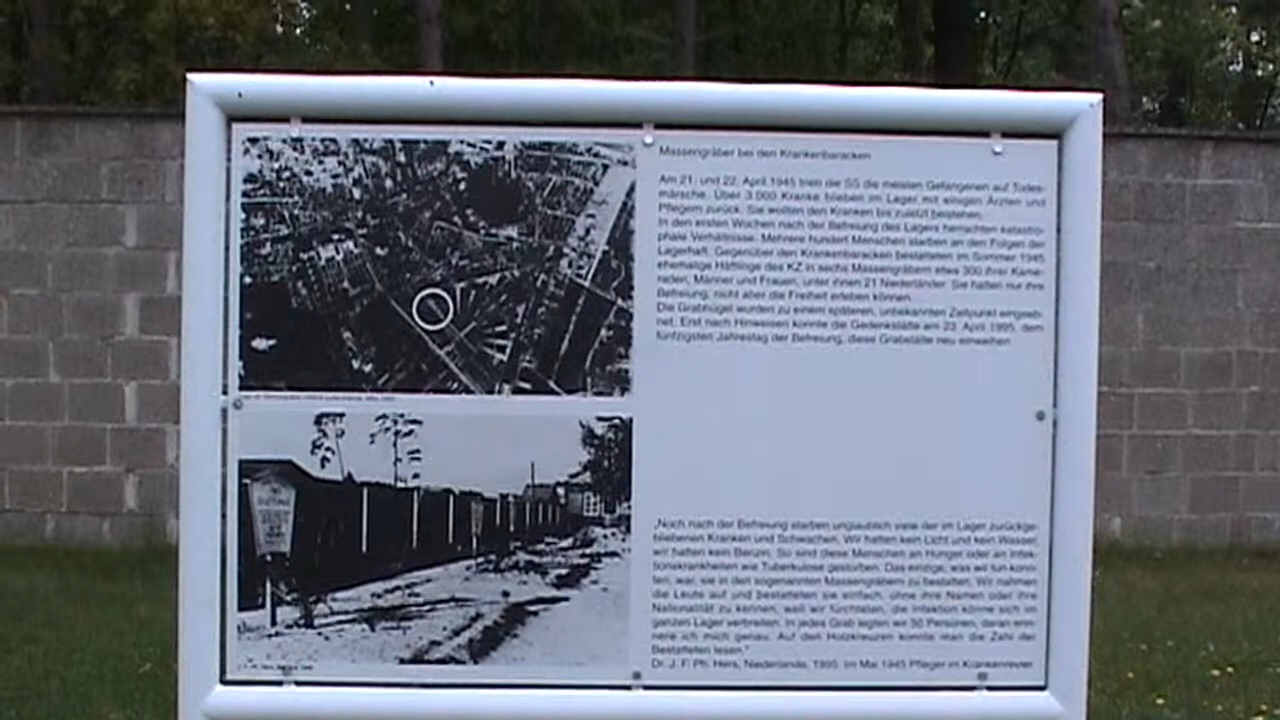 Massengräber bei den Krankenbaracken
Am 21. und 22. April 1945 trieb die SS die meisten Gefangenen auf Todes-
märsche. Über 3.000 Kranke blieben im Lager mit einigen Ärzten und
Pflegern zurück. Sie wollten den Kranken bis zuletzt beistehen.
In den ersten Wochen nach der Befreiung des Lagers herrschten katastro-
phale Verhältnisse. Mehrere hundert Menschen starben an den Folgen der
Lagerhaft. Gegenüber den Krankenbaracken bestatteten im Sommer 1945
ehemalige Häftlinge des KZ in sechs Massengräbern etwa 300 ihrer Kame-
raden, Männer und Frauen, unter ihnen 21 Niederländer. Sie hatten nur ihre
Befreiung, nicht aber die Freiheit erleben können.
Die Grabhügel wurden zu einem späteren, unbekannten Zeitpunkt eingeeb-
net. Erst nach Hinweisen konnte die Gedenkstätte am 23. April 1995, dem
fünfzigsten Jahrestag der Befreiung, diese Grabstätte neu einweihen.
„Noch nach der Befreiung starben unglaublich viele der im Lager zurückge-
bliebenen Kranken und Schwachen. Wir hatten kein Licht und kein Wasser,
wir hatten kein Benzin. So sind diese Menschen an Hunger oder an Infek-
tionskrankheiten wie Tuberkulose gestorben. Das einzige, was wir tun konn-
ten, war, sie in den sogenannten Massengräbern zu bestatten. Wir nahmen
die Leute auf und bestatteten sie einfach, ohne ihre Namen oder ihre
Nationalität zu kennen, weil wir fürchteten, die Infektion könne sich im
ganzen Lager verbreiten. In jedes Grab legten wir 50 Personen, daran erin-
nere ich mich genau. Auf den Holzkreuzen konnte man die Zahl der
Bestatteten lesen."
Dr. J. F. Ph. Hers, Niederlande, 1995. Im Mai 1945 Pfleger im Krankenrevier